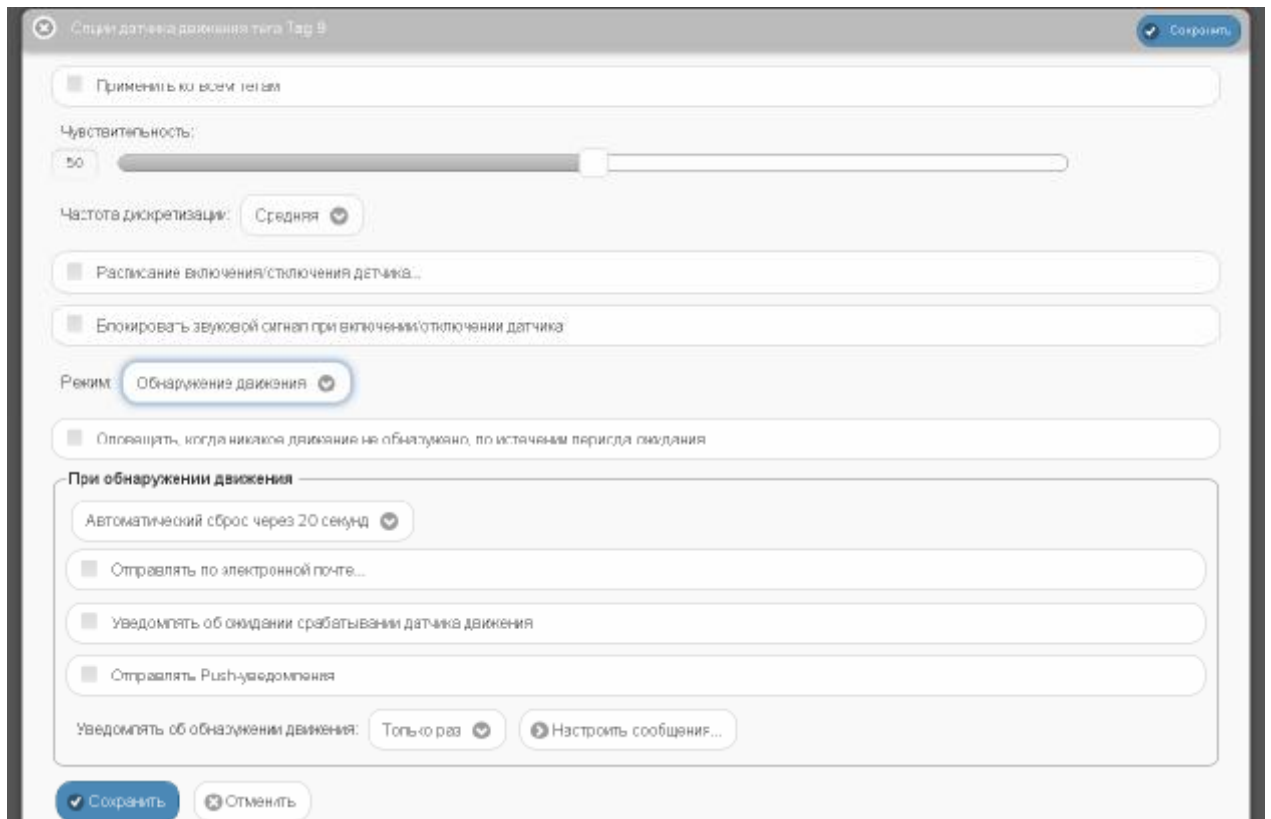 Опции датчика движения тега Tag 9
Сохранить
Применить ко всем тегам
Чувствительность:
50
Частота дискретизации: Средняя
Расписание включения/отключения датчика...
Блокировать звуковой сигнал при включении/отключении датчика
Режим: Обнаружение движения
Оповещать, когда никакое движение не обнаружено, по истечении периода ожидания
При обнаружении движения
Автоматический сброс через 20 секунд
Отправлять по электронной почте...
Уведомлять об ожидании срабатывании датчика движения
Отправлять Push-уведомления
Уведомлять об обнаружении движения: Только раз Настроить сообщения...
Сохранить Отменить